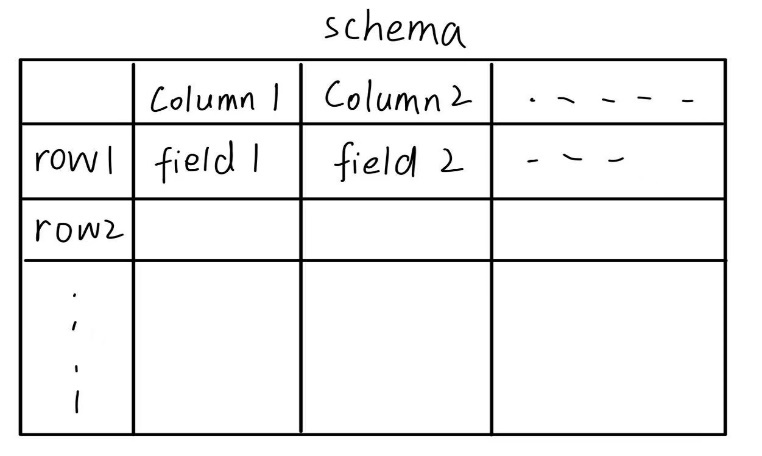 schema
Column 1 Column 2 . - - - -
row1 field 1 field 2 - - -
row2